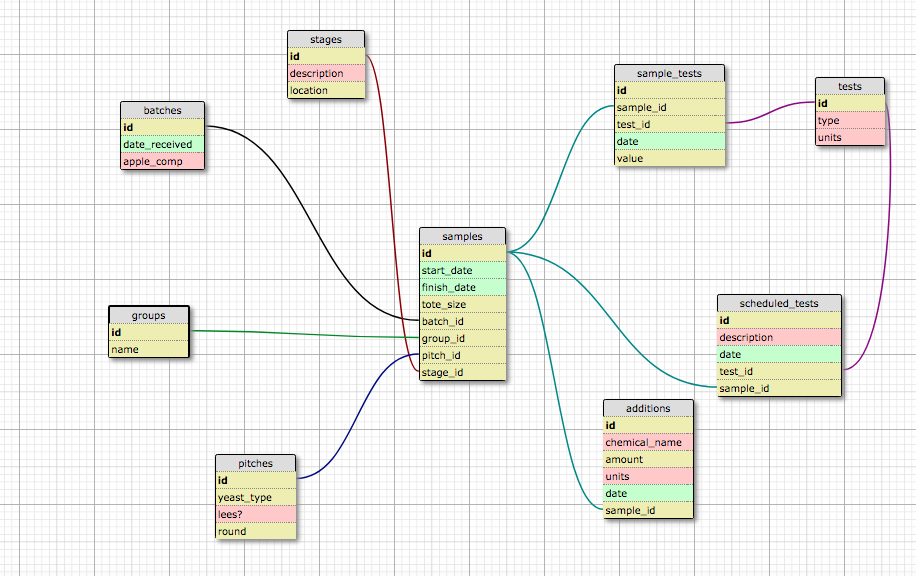 stages
id
description
location
sample_tests
id
sample_id
test_id
date
value
tests
id
type
units
batches
id
date_received
apple_comp
samples
id
start_date
finish_date
tote_size
batch_id
group_id
pitch_id
stage_id
groups
id
name
scheduled_tests
id
description
date
test_id
sample_id
additions
id
chemical_name
amount
units
date
sample_id
pitches
id
yeast_type
lees?
round